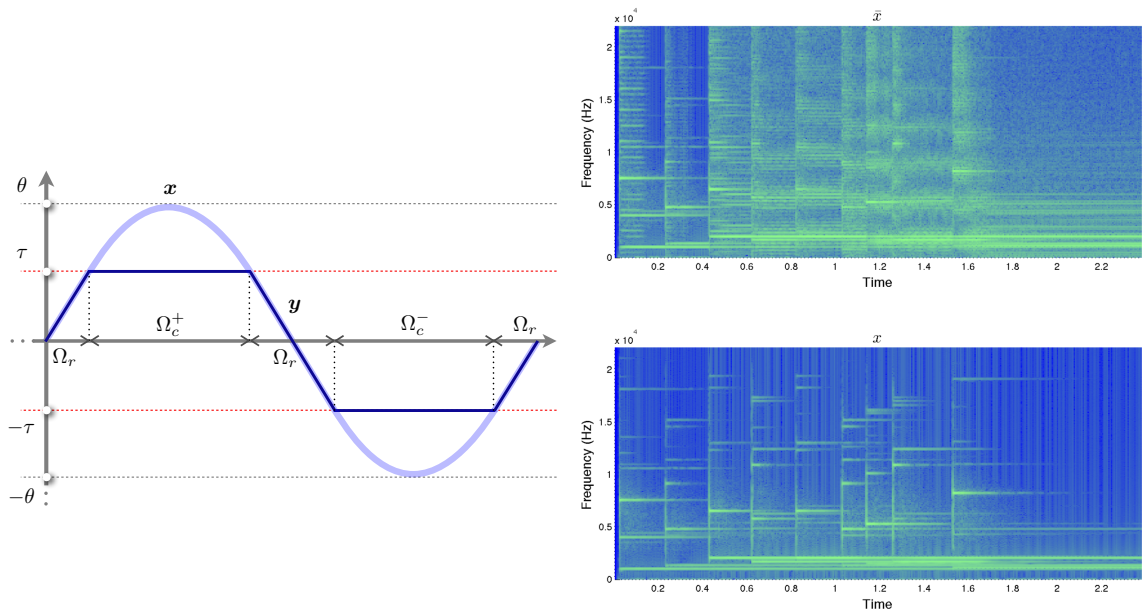 θ
x
τ
y
Ω_c^+
Ω_c^-
Ω_r
Ω_r
Ω_r
−τ
−θ
x 10^4
x̄
2
1.5
1
0.5
0
Frequency (Hz)
0.2 0.4 0.6 0.8 1 1.2 1.4 1.6 1.8 2 2.2
Time
x 10^4
x
2
1.5
1
0.5
0
Frequency (Hz)
0.2 0.4 0.6 0.8 1 1.2 1.4 1.6 1.8 2 2.2
Time